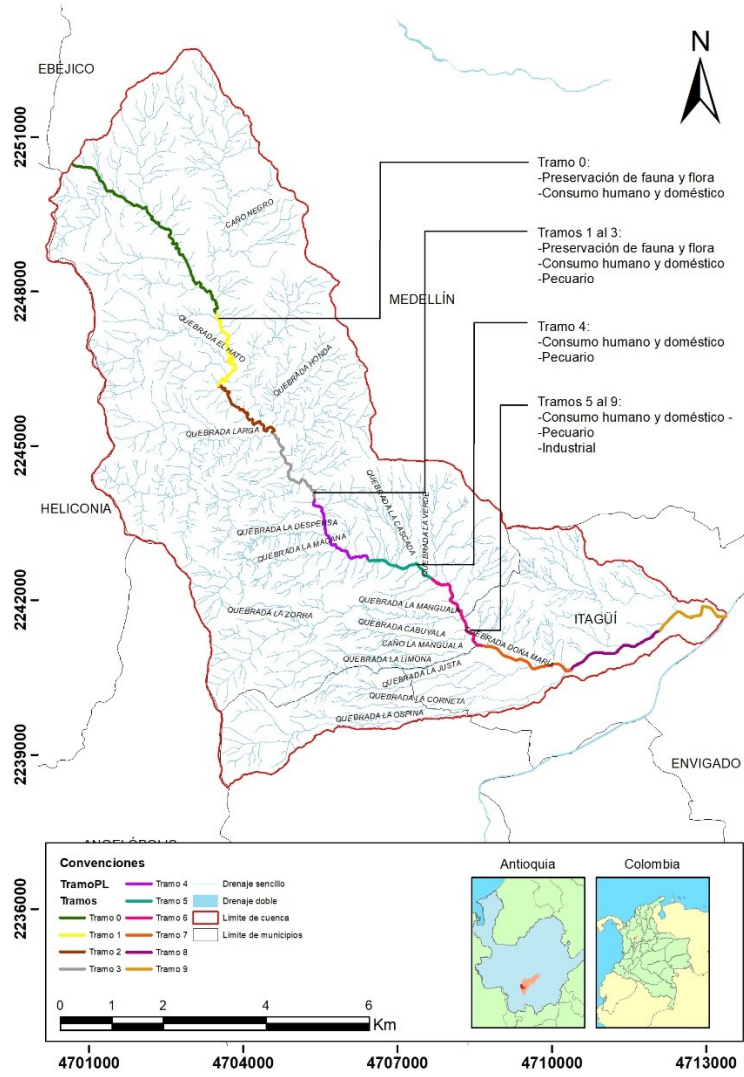 N
EBÉJICO
2251000
2248000
2245000
2242000
2239000
2236000
Tramo 0:
-Preservación de fauna y flora
-Consumo humano y doméstico
Tramos 1 al 3:
-Preservación de fauna y flora
-Consumo humano y doméstico
-Pecuario
Tramo 4:
-Consumo humano y doméstico
-Pecuario
Tramos 5 al 9:
-Consumo humano y doméstico -
-Pecuario
-Industrial
CAÑO NEGRO
MEDELLÍN
QUEBRADA EL HATO
QUEBRADA HONDA
QUEBRADA LARGA
HELICONIA
QUEBRADA LA CASCADA
QUEBRADA LA VERDE
QUEBRADA LA DESPENSA
QUEBRADA LA MACANA
QUEBRADA LA MANGUALA
QUEBRADA LA ZORRA
QUEBRADA CABUYALA
CAÑO LA MANGUALA
QUEBRADA DOÑA MARÍA
ITAGÜÍ
QUEBRADA LA LIMONA
QUEBRADA LA JUSTA
QUEBRADA LA CORNETA
QUEBRADA LA OSPINA
ENVIGADO
ANGELÓPOLIS
Convenciones
TramoPL
Tramos
Tramo 0
Tramo 1
Tramo 2
Tramo 3
Tramo 4
Tramo 5
Tramo 6
Tramo 7
Tramo 8
Tramo 9
Drenaje sencillo
Drenaje doble
Límite de cuenca
Límite de municipios
0 1 2 4 6
Km
Antioquia
Colombia
4701000 4704000 4707000 4710000 4713000